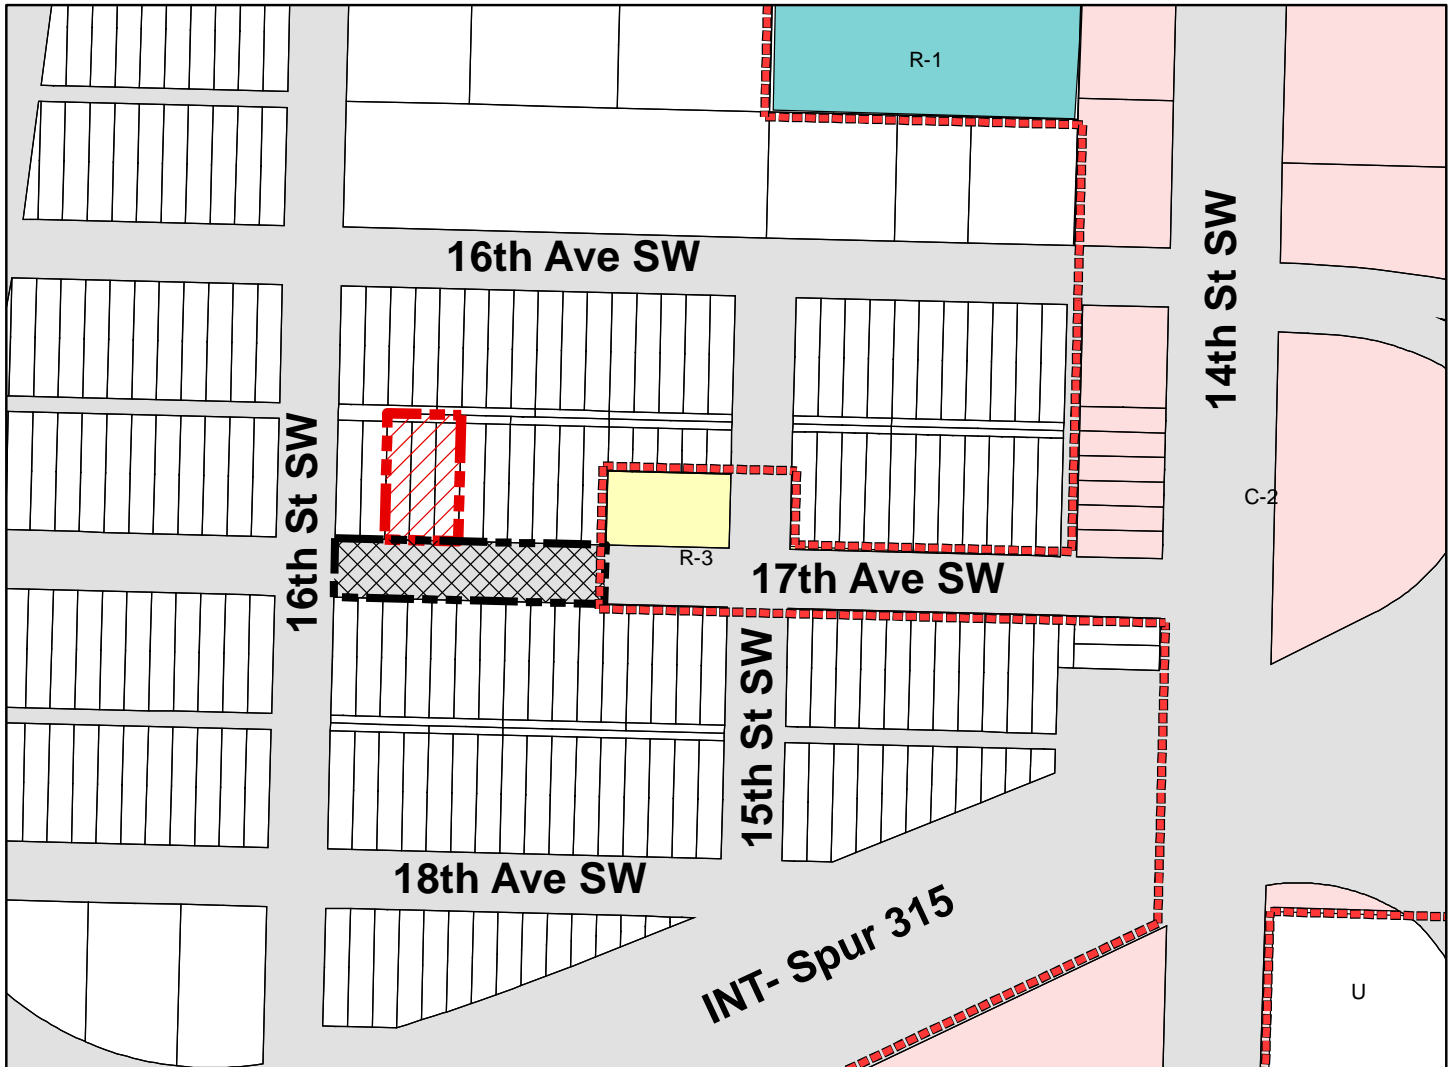 R-1
16th Ave SW
14th St SW
16th St SW
C-2
R-3
17th Ave SW
15th St SW
18th Ave SW
INT- Spur 315
U